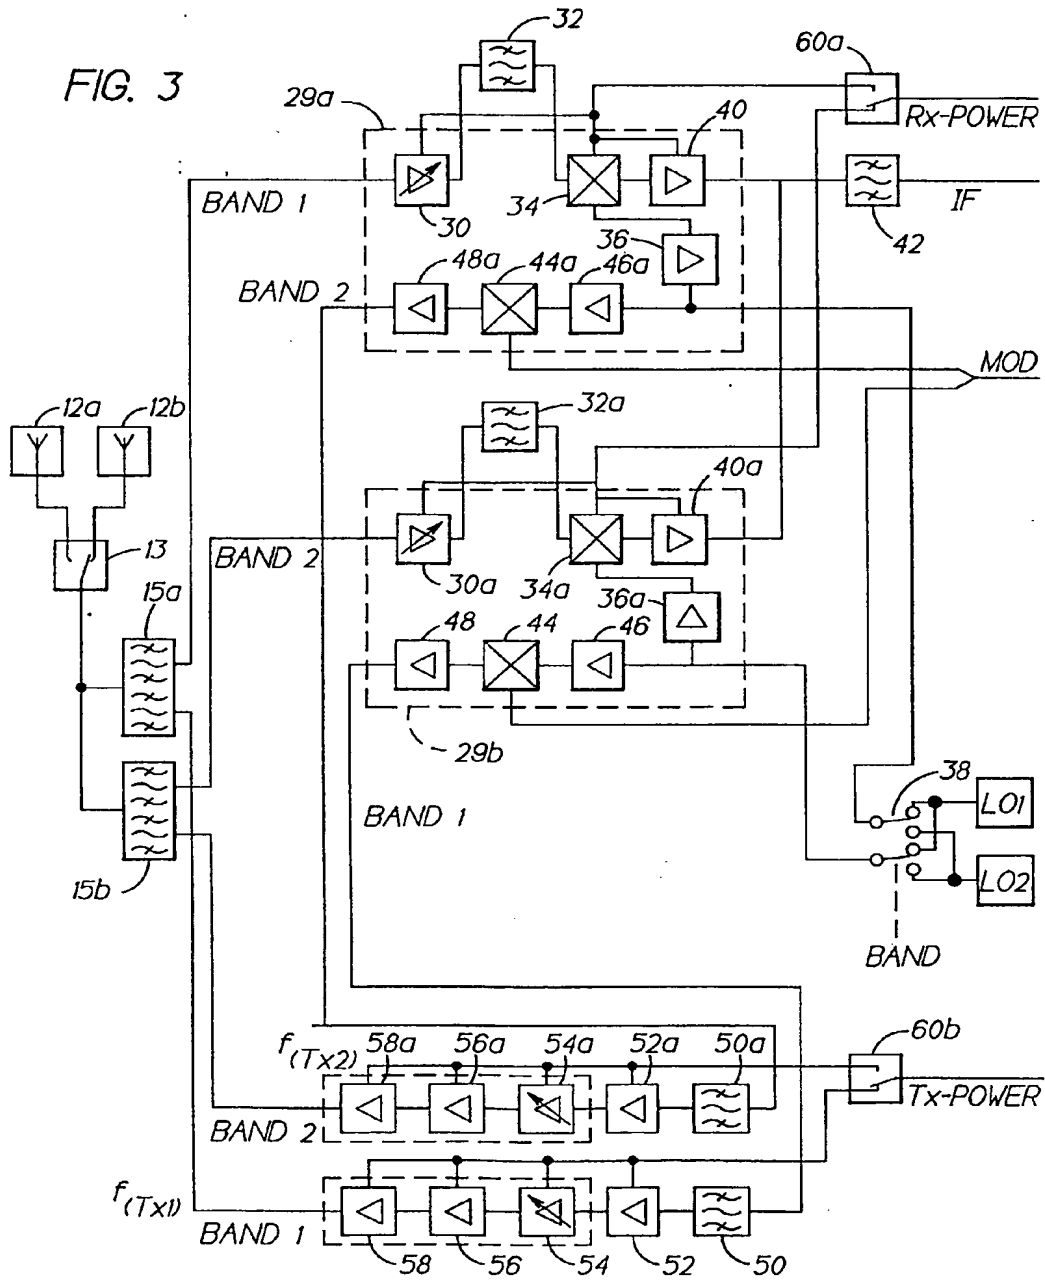 32
60a
FIG. 3
29a
40
Rx-POWER
BAND 1
30
34
IF
42
36
48a
44a
46a
BAND 2
MOD
12a
12b
32a
40a
13
BAND 2
30a
34a
36a
15a
48
44
46
29b
38
BAND 1
LO1
15b
LO2
BAND
60b
f(Tx2)
58a
56a
54a
52a
50a
Tx-POWER
BAND 2
f(Tx1)
BAND 1
58
56
54
52
50